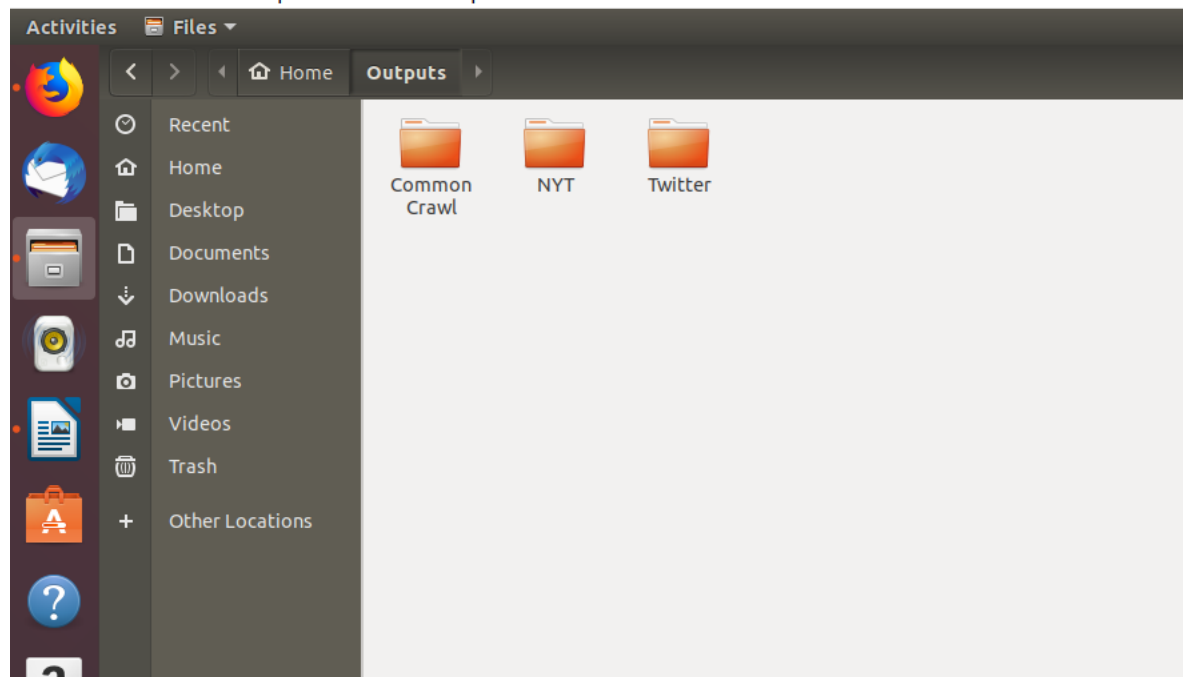 Activities Files
Home Outputs
Recent
Home
Desktop
Documents
Downloads
Music
Pictures
Videos
Trash
Other Locations
Common NYT Twitter
Crawl